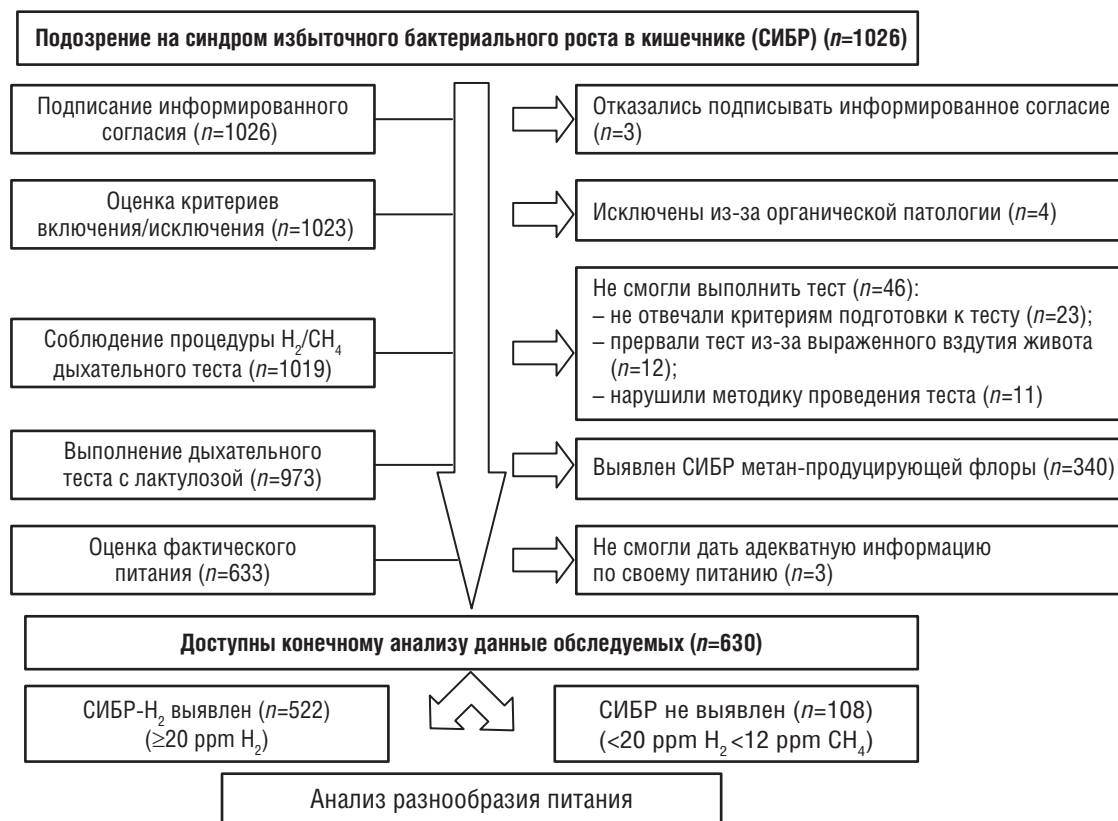 Подозрение на синдром избыточного бактериального роста в кишечнике (СИБР) (n=1026)
Подписание информированного
согласия (n=1026)
Отказались подписывать информированное согласие
(n=3)
Оценка критериев
включения/исключения (n=1023)
Исключены из-за органической патологии (n=4)
Соблюдение процедуры H₂/CH₄
дыхательного теста (n=1019)
Не смогли выполнить тест (n=46):
– не отвечали критериям подготовки к тесту (n=23);
– прервали тест из-за выраженного вздутия живота
(n=12);
– нарушили методику проведения теста (n=11)
Выполнение дыхательного
теста с лактулозой (n=973)
Выявлен СИБР метан-продуцирующей флоры (n=340)
Оценка фактического
питания (n=633)
Не смогли дать адекватную информацию
по своему питанию (n=3)
Доступны конечному анализу данные обследуемых (n=630)
СИБР-H₂ выявлен (n=522)
(≥20 ppm H₂)
СИБР не выявлен (n=108)
(<20 ppm H₂ <12 ppm CH₄)
Анализ разнообразия питания